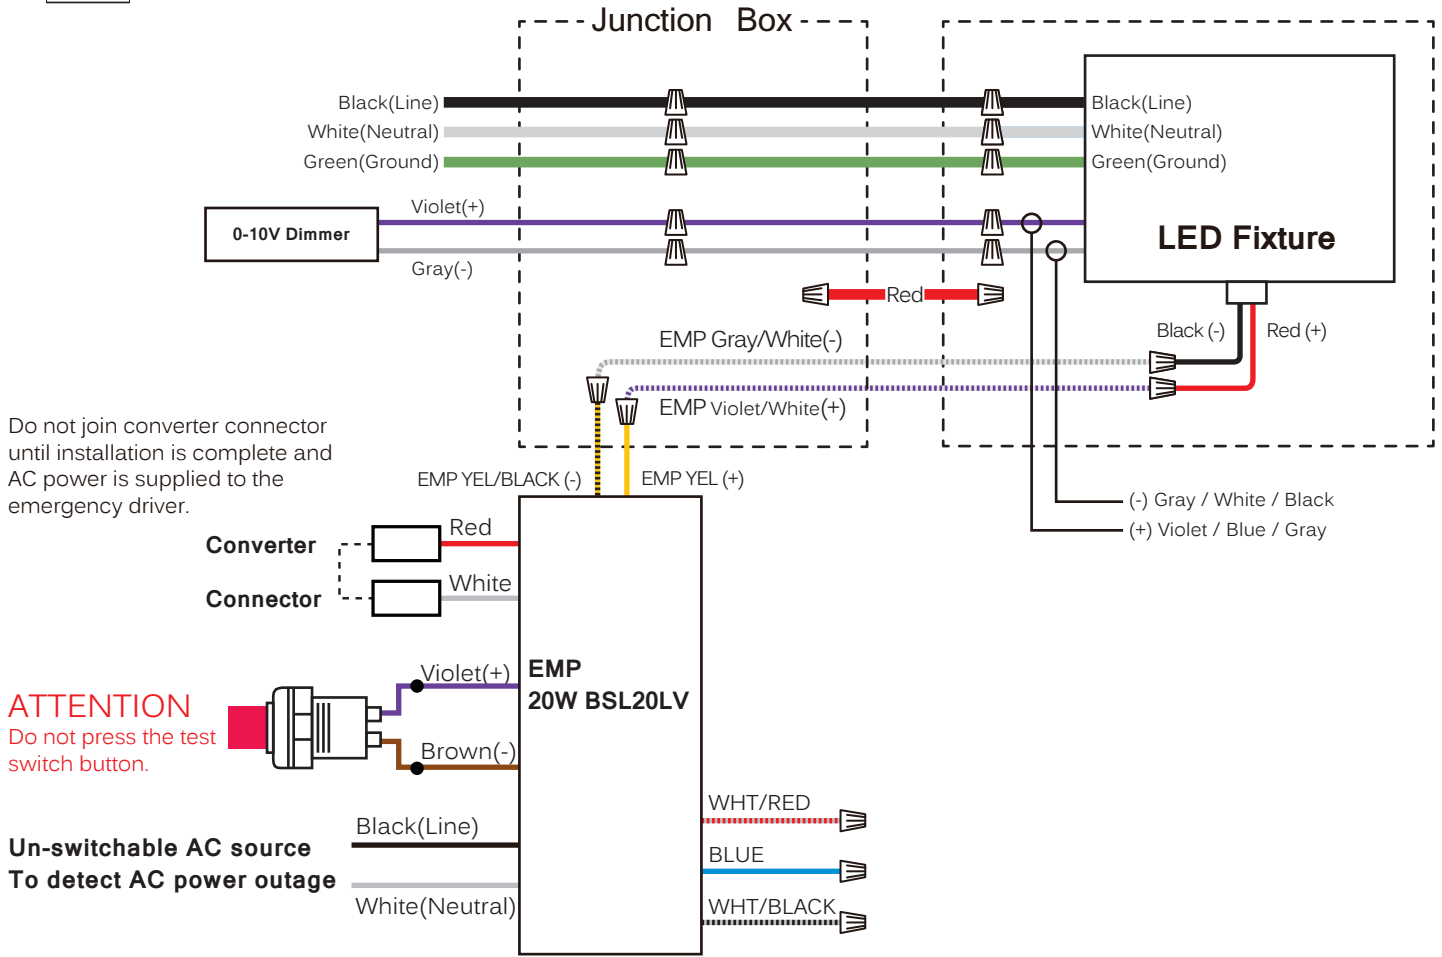 Junction Box
Black(Line)
White(Neutral)
Green(Ground)
Black(Line)
White(Neutral)
Green(Ground)
Violet(+)
0-10V Dimmer
Gray(-)
LED Fixture
Red
Black (-)
Red (+)
EMP Gray/White(-)
EMP Violet/White(+)
Do not join converter connector
until installation is complete and
AC power is supplied to the
emergency driver.
EMP YEL/BLACK (-)
EMP YEL (+)
(-) Gray / White / Black
(+) Violet / Blue / Gray
Converter
Red
Connector
White
EMP
20W BSL20LV
Violet(+)
ATTENTION
Do not press the test
switch button.
Brown(-)
Un-switchable AC source
To detect AC power outage
Black(Line)
White(Neutral)
WHT/RED
BLUE
WHT/BLACK